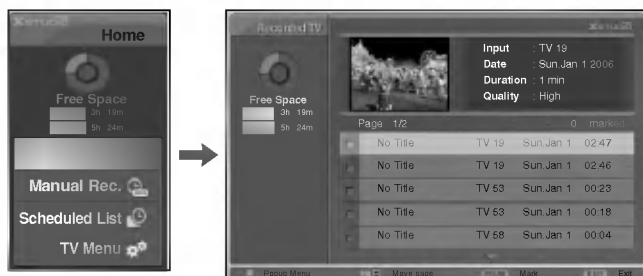 XSTUDIO
Home
Free Space
3h 19m
5h 24m
Manual Rec.
Scheduled List
TV Menu
Recorded TV
XSTUDIO
Free Space
3h 19m
5h 24m
Input : TV 19
Date : Sun.Jan 1 2006
Duration : 1 min
Quality : High
Page 1/2
0 marked
No Title TV 19 Sun.Jan 1 02:47
No Title TV 19 Sun.Jan 1 02:46
No Title TV 53 Sun.Jan 1 00:23
No Title TV 53 Sun.Jan 1 00:18
No Title TV 58 Sun.Jan 1 00:04
Popup Menu Move page Mark Exit